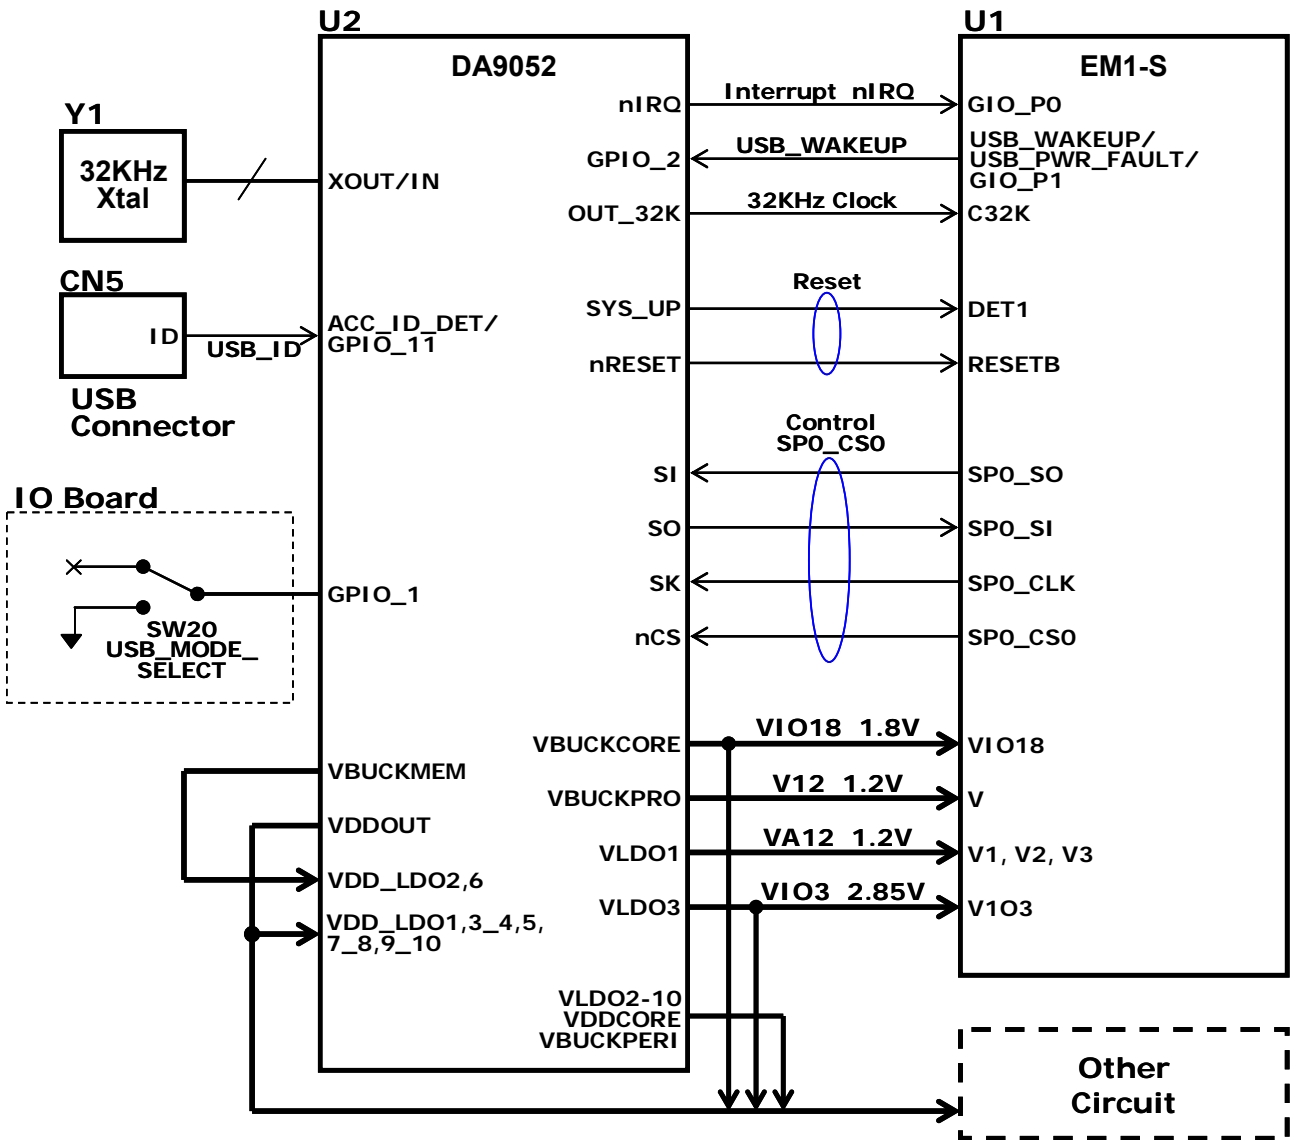 U2
U1
DA9052
EM1-S
Y1
32KHz
Xtal
XOUT/IN
CN5
ID
USB_ID
ACC_ID_DET/
GPIO_11
USB
Connector
IO Board
SW20
USB_MODE_
SELECT
GPIO_1
VBUCKMEM
VDDOUT
VDD_LDO2,6
VDD_LDO1,3_4,5,
7_8,9_10
nIRQ
Interrupt nIRQ
GIO_P0
GPIO_2
USB_WAKEUP
USB_WAKEUP/
USB_PWR_FAULT/
GIO_P1
OUT_32K
32KHz Clock
C32K
Reset
SYS_UP
DET1
nRESET
RESETB
Control
SP0_CS0
SI
SP0_SO
SO
SP0_SI
SK
SP0_CLK
nCS
SP0_CS0
VBUCKCORE
VIO18 1.8V
VIO18
VBUCKPRO
V12 1.2V
V
VLDO1
VA12 1.2V
V1, V2, V3
VLDO3
VIO3 2.85V
V1O3
VLDO2-10
VDDCORE
VBUCKPERI
Other
Circuit